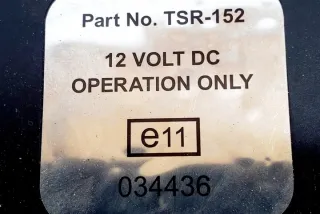 Part No. TSR-152
12 VOLT DC
OPERATION ONLY
e11
034436